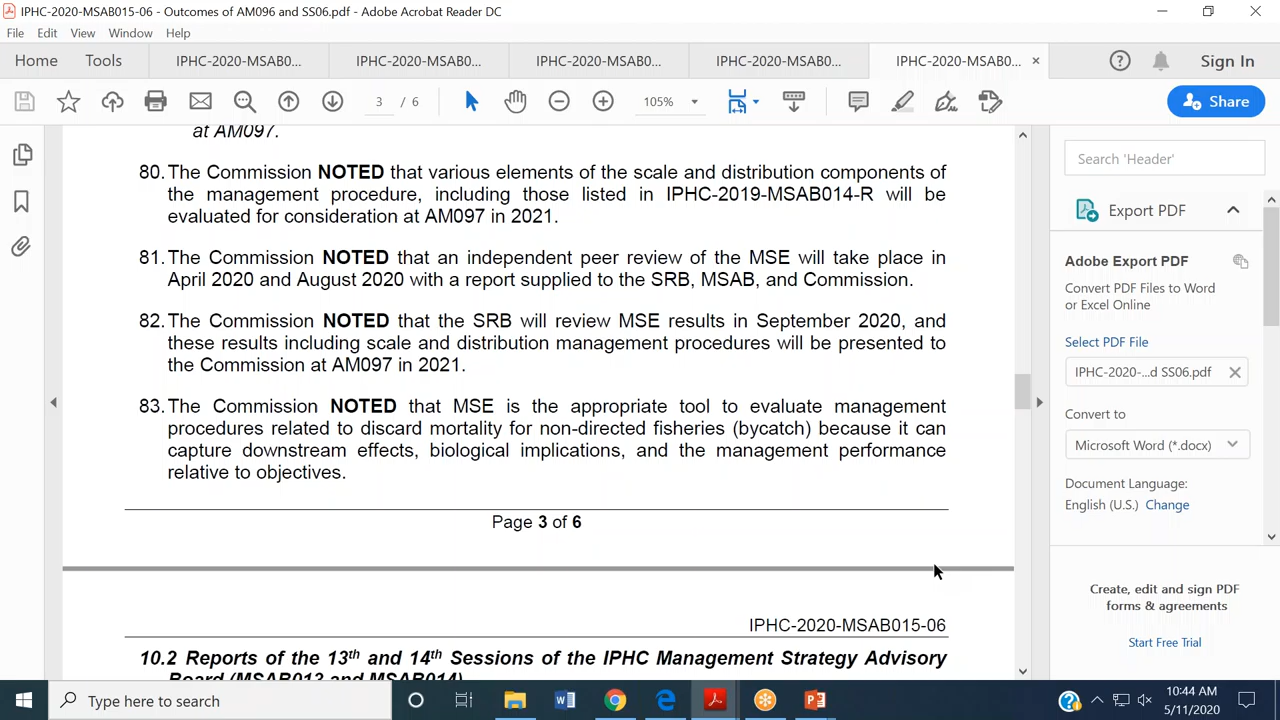 IPHC-2020-MSAB015-06 - Outcomes of AM096 and SS06.pdf - Adobe Acrobat Reader DC
File Edit View Window Help
Home Tools IPHC-2020-MSAB0... IPHC-2020-MSAB0... IPHC-2020-MSAB0... IPHC-2020-MSAB0... IPHC-2020-MSAB0... × Sign In
3 / 6 105% Share
at AM097.
80. The Commission NOTED that various elements of the scale and distribution components of
the management procedure, including those listed in IPHC-2019-MSAB014-R will be
evaluated for consideration at AM097 in 2021.
81. The Commission NOTED that an independent peer review of the MSE will take place in
April 2020 and August 2020 with a report supplied to the SRB, MSAB, and Commission.
82. The Commission NOTED that the SRB will review MSE results in September 2020, and
these results including scale and distribution management procedures will be presented to
the Commission at AM097 in 2021.
83. The Commission NOTED that MSE is the appropriate tool to evaluate management
procedures related to discard mortality for non-directed fisheries (bycatch) because it can
capture downstream effects, biological implications, and the management performance
relative to objectives.
Page 3 of 6
IPHC-2020-MSAB015-06
10.2 Reports of the 13th and 14th Sessions of the IPHC Management Strategy Advisory
Board (MSAB013 and MSAB014)
Search 'Header'
Export PDF
Adobe Export PDF
Convert PDF Files to Word
or Excel Online
Select PDF File
IPHC-2020-...d SS06.pdf
Convert to
Microsoft Word (*.docx)
Document Language:
English (U.S.) Change
Create, edit and sign PDF
forms & agreements
Start Free Trial
Type here to search
10:44 AM
5/11/2020